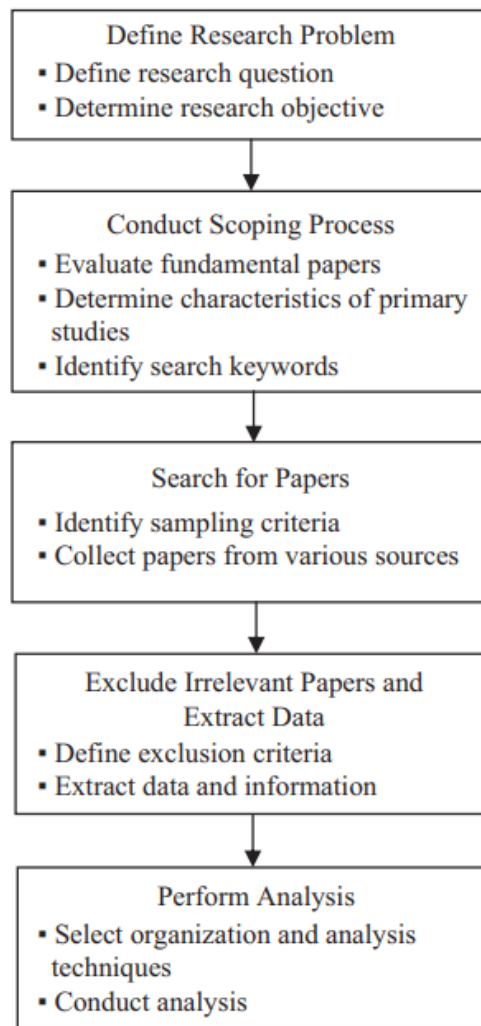 Define Research Problem
▪ Define research question
▪ Determine research objective
Conduct Scoping Process
▪ Evaluate fundamental papers
▪ Determine characteristics of primary
studies
▪ Identify search keywords
Search for Papers
▪ Identify sampling criteria
▪ Collect papers from various sources
Exclude Irrelevant Papers and
Extract Data
▪ Define exclusion criteria
▪ Extract data and information
Perform Analysis
▪ Select organization and analysis
techniques
▪ Conduct analysis